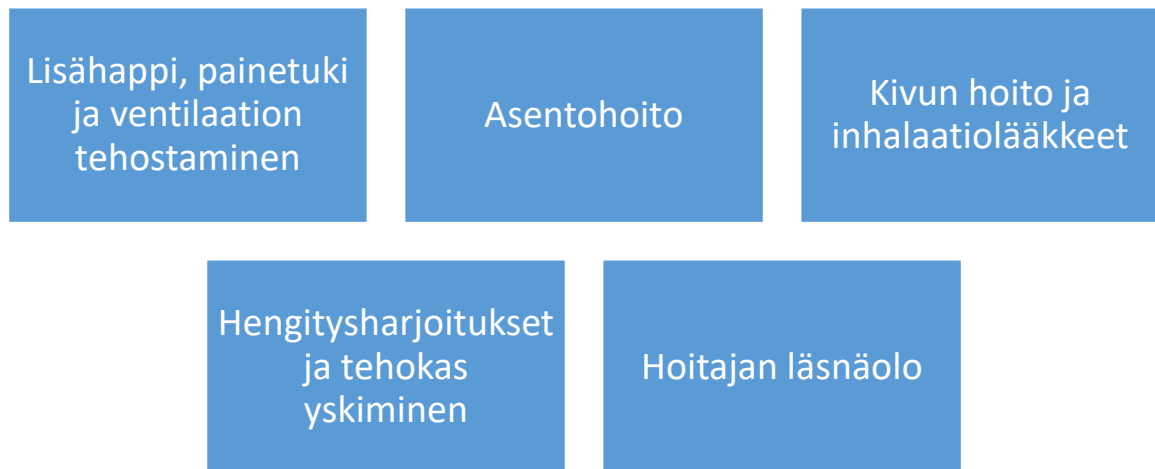 Lisähappi, painetuki
ja ventilaation
tehostaminen
Asentohoito
Kivun hoito ja
inhalaatiolääkkeet
Hengitysharjoitukset
ja tehokas
yskiminen
Hoitajan läsnäolo